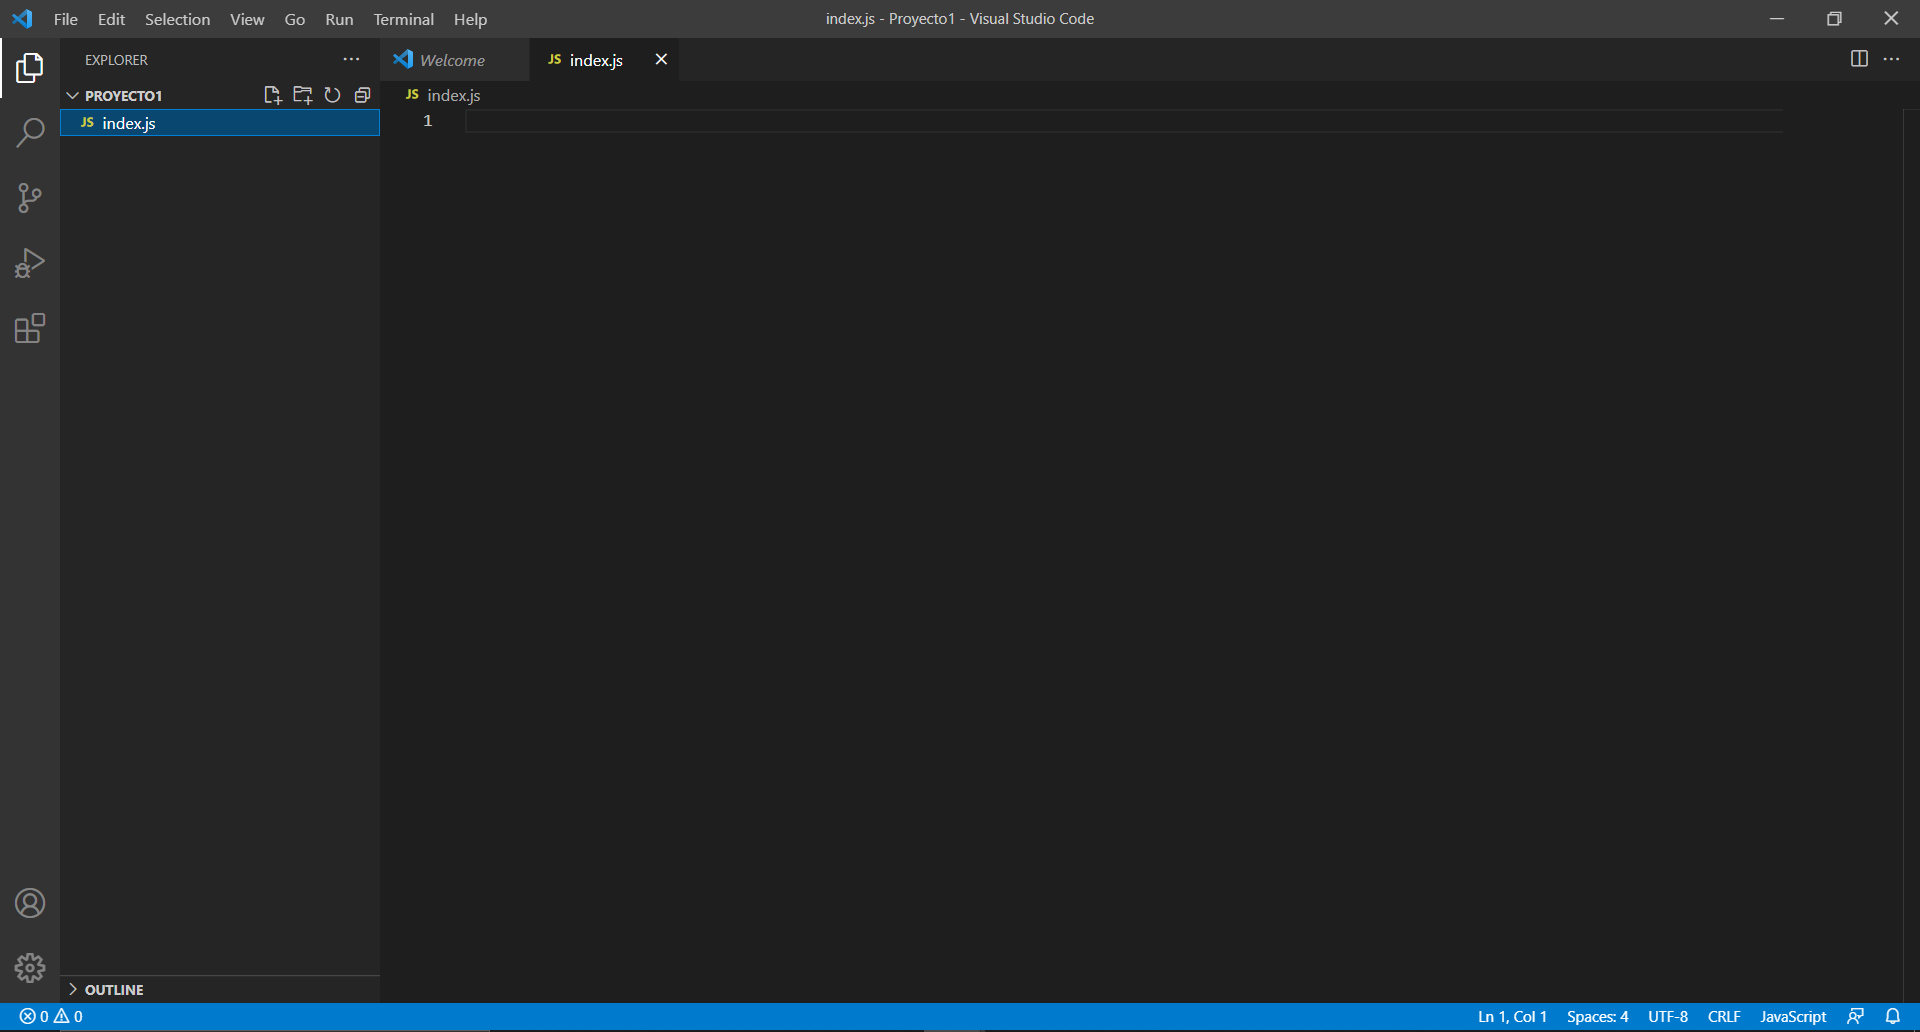 File Edit Selection View Go Run Terminal Help
index.js - Proyecto1 - Visual Studio Code
EXPLORER
PROYECTO1
JS index.js
OUTLINE
Welcome
JS index.js
JS index.js
1
0 0
Ln 1, Col 1 Spaces: 4 UTF-8 CRLF JavaScript